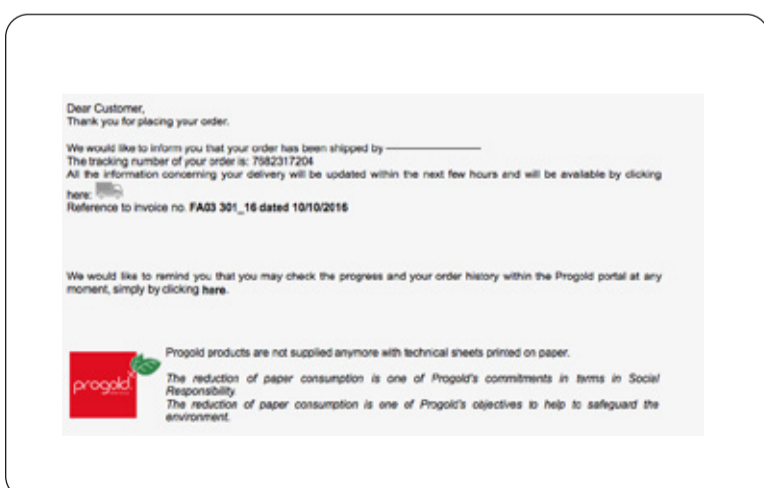 Dear Customer,
Thank you for placing your order.
We would like to inform you that your order has been shipped by
The tracking number of your order is: 7682317204
All the information concerning your delivery will be updated within the next few hours and will be available by clicking
here:
Reference to invoice no. FA03 301_16 dated 10/10/2016
We would like to remind you that you may check the progress and your order history within the Progold portal at any
moment, simply by clicking here.
Progold products are not supplied anymore with technical sheets printed on paper.
progold
The reduction of paper consumption is one of Progold's commitments in terms in Social
Responsibility.
The reduction of paper consumption is one of Progold's objectives to help to safeguard the
environment.